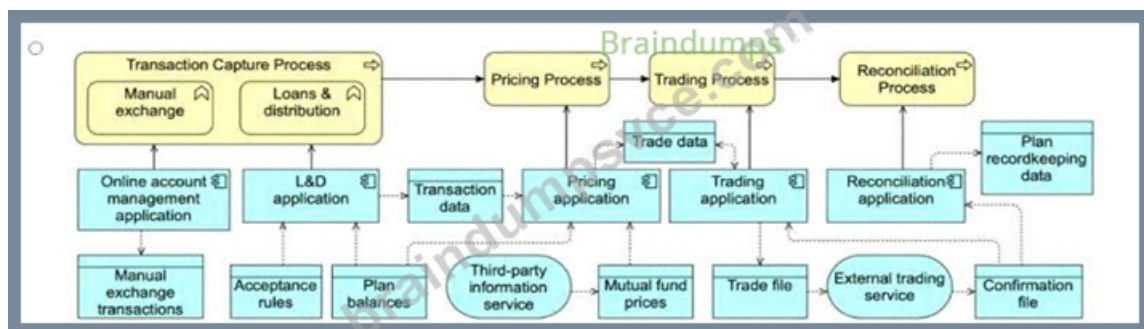 Braindumps
braindumpsvce.com
Transaction Capture Process
Manual
exchange
Loans &
distribution
Pricing Process
Trading Process
Reconciliation
Process
Online account
management
application
L&D
application
Transaction
data
Pricing
application
Trade data
Trading
application
Reconciliation
application
Plan
recordkeeping
data
Manual
exchange
transactions
Acceptance
rules
Plan
balances
Third-party
information
service
Mutual fund
prices
Trade file
External trading
service
Confirmation
file